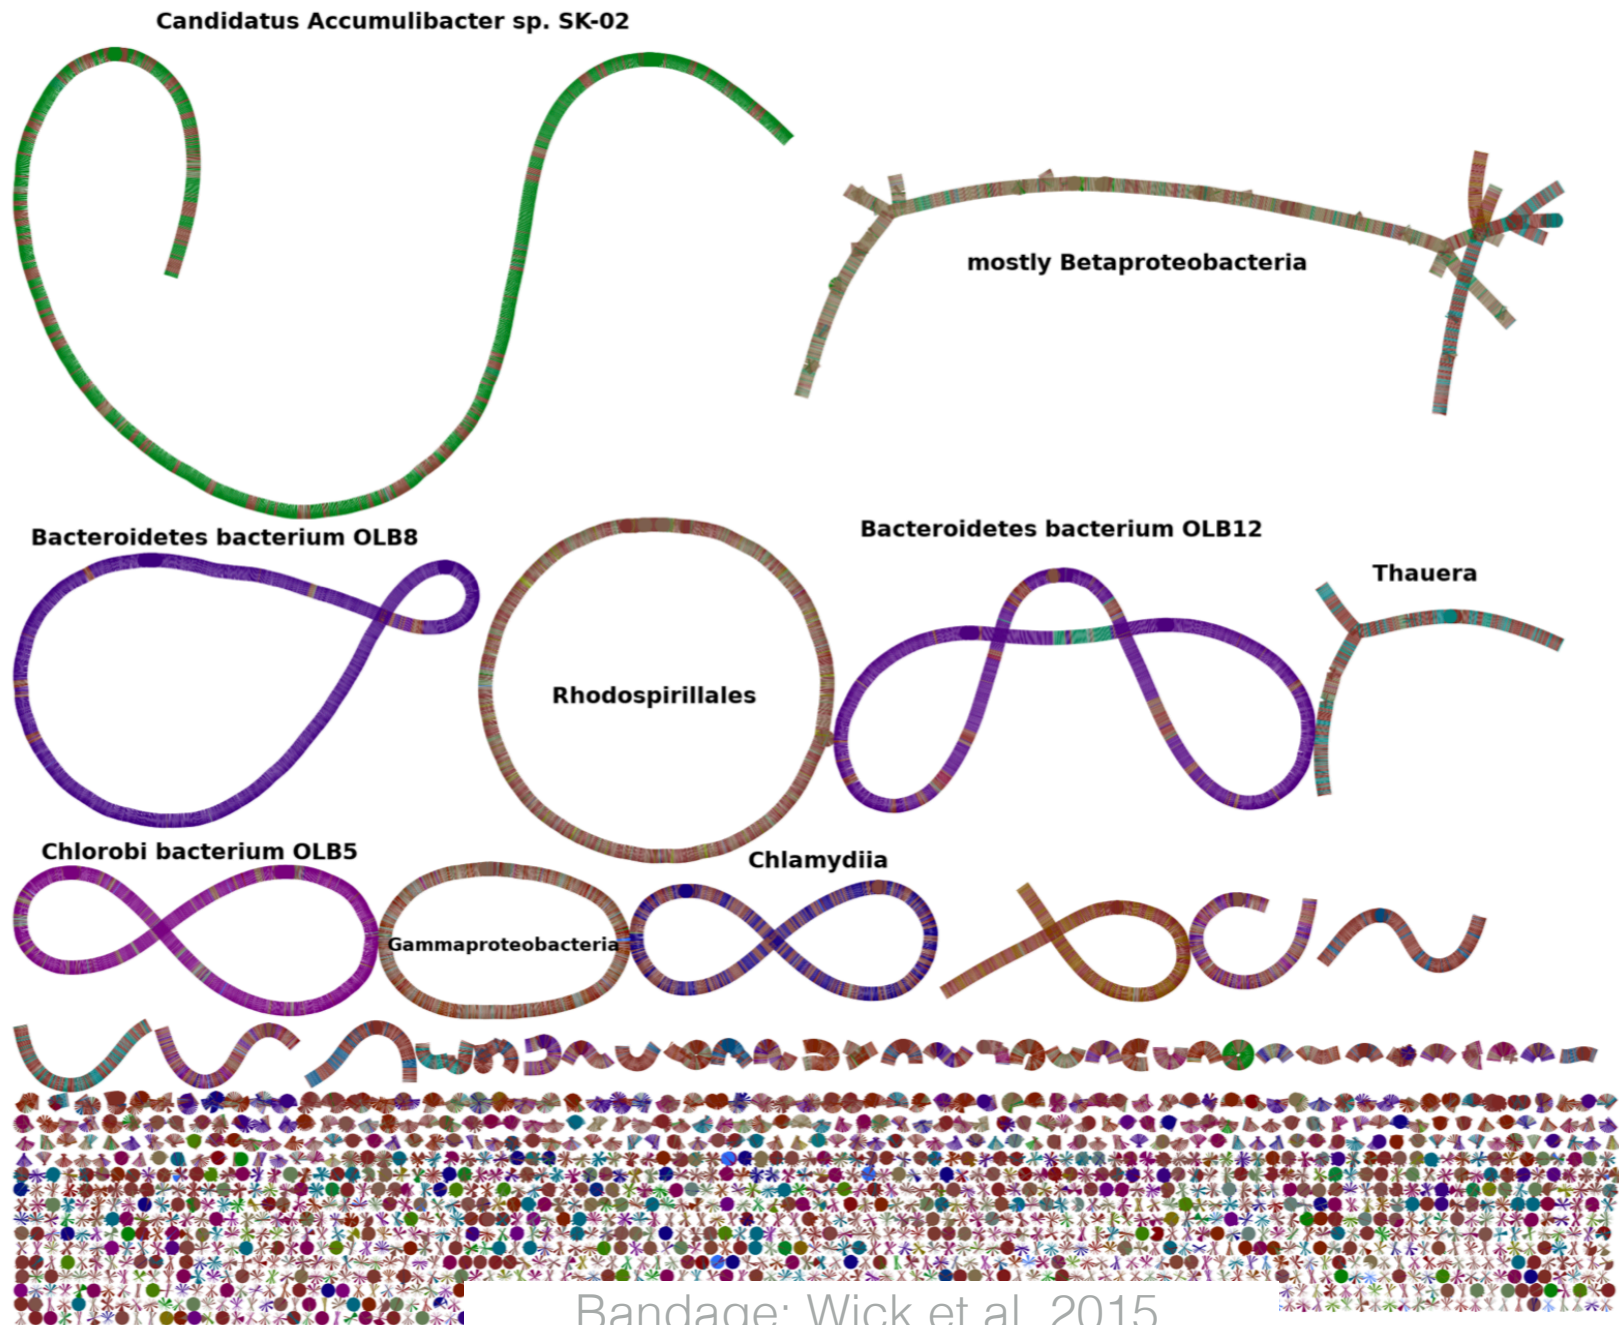 Candidatus Accumulibacter sp. SK-02
mostly Betaproteobacteria
Bacteroidetes bacterium OLB8
Bacteroidetes bacterium OLB12
Thauera
Rhodospirillales
Chlorobi bacterium OLB5
Chlamydiia
Gammaproteobacteria
Bandage: Wick et al. 2015